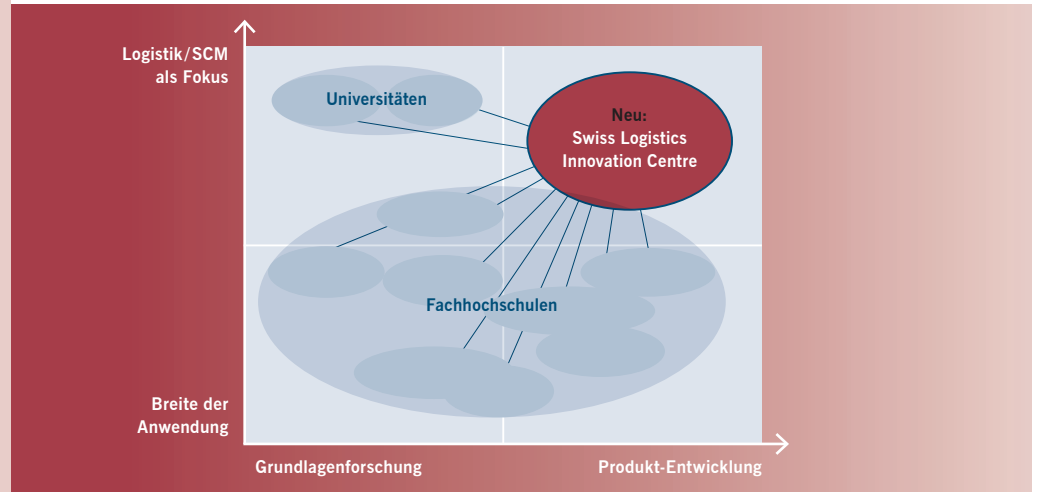 Logistik/SCM
als Fokus
Universitäten
Neu:
Swiss Logistics
Innovation Centre
Fachhochschulen
Breite der
Anwendung
Grundlagenforschung
Produkt-Entwicklung